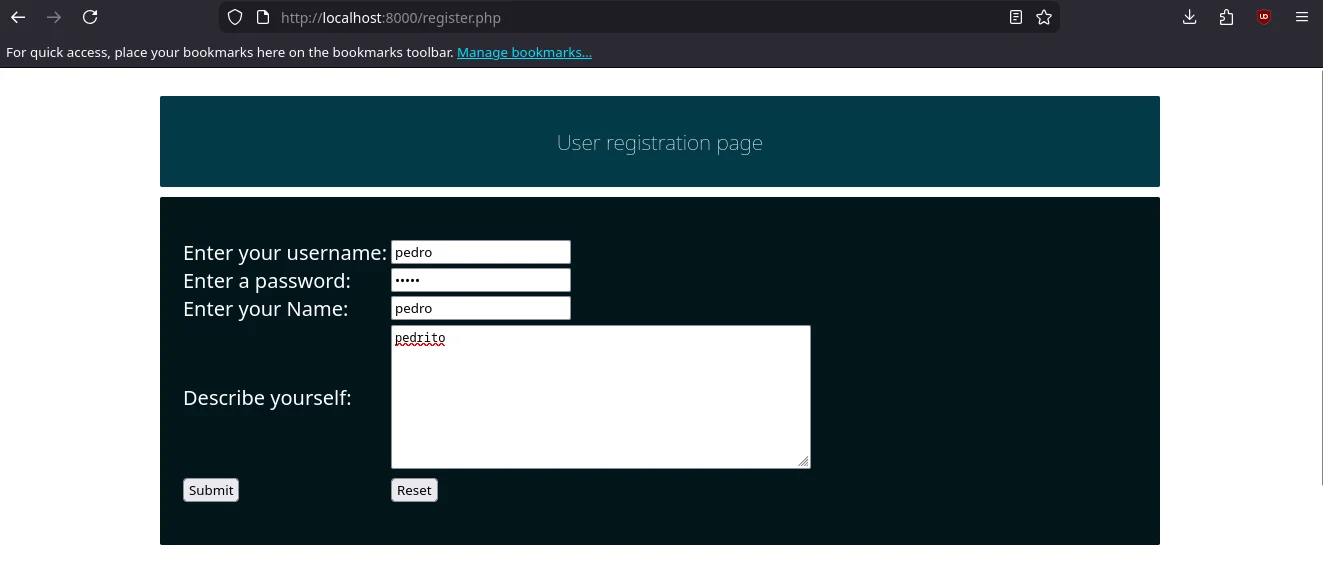 http://localhost:8000/register.php
For quick access, place your bookmarks here on the bookmarks toolbar. Manage bookmarks...
User registration page
Enter your username: pedro
Enter a password: •••••
Enter your Name: pedro
pedrito
Describe yourself:
Submit Reset